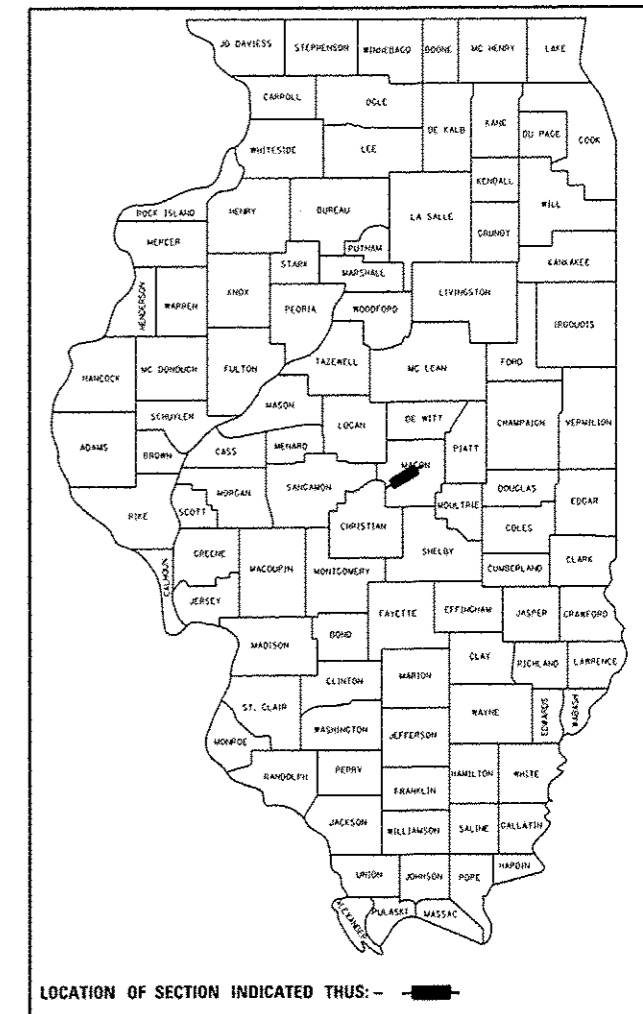 JO DAVIESS STEPHENSON WINNEBAGO BOONE MC HENRY LAKE
CARROLL OGLE DE KALB KANE DU PAGE COOK
WHITESIDE LEE
KENDALL WILL
ROCK ISLAND HENRY BUREAU LA SALLE GRUNDY
MERCER PUTNAM KANKAKEE
STARK MARSHALL
HENDERSON WARREN KNOX PEORIA WOODFORD LIVINGSTON IROQUOIS
HANCOCK MC DONOUGH FULTON TAZEWELL MC LEAN FORD
MASON
SCHUYLER LOGAN DE WITT CHAMPAIGN VERMILION
ADAMS BROWN CASS MENARD PIATT
MACON
MORGAN SANGAMON DOUGLAS
PIKE SCOTT CHRISTIAN MOULTRIE EDGAR
COLES
GREENE SHELBY
CALHOUN MACOUPIN MONTGOMERY CUMBERLAND CLARK
JERSEY
FAYETTE EFFINGHAM JASPER CRAWFORD
MADISON BOND
CLAY RICHLAND LAWRENCE
CLINTON MARION
ST. CLAIR WAYNE EDWARDS WABASH
MONROE WASHINGTON JEFFERSON
RANDOLPH PERRY HAMILTON WHITE
FRANKLIN
JACKSON WILLIAMSON SALINE GALLATIN
UNION JOHNSON POPE HARDIN
ALEXANDER PULASKI MASSAC
LOCATION OF SECTION INDICATED THUS: -